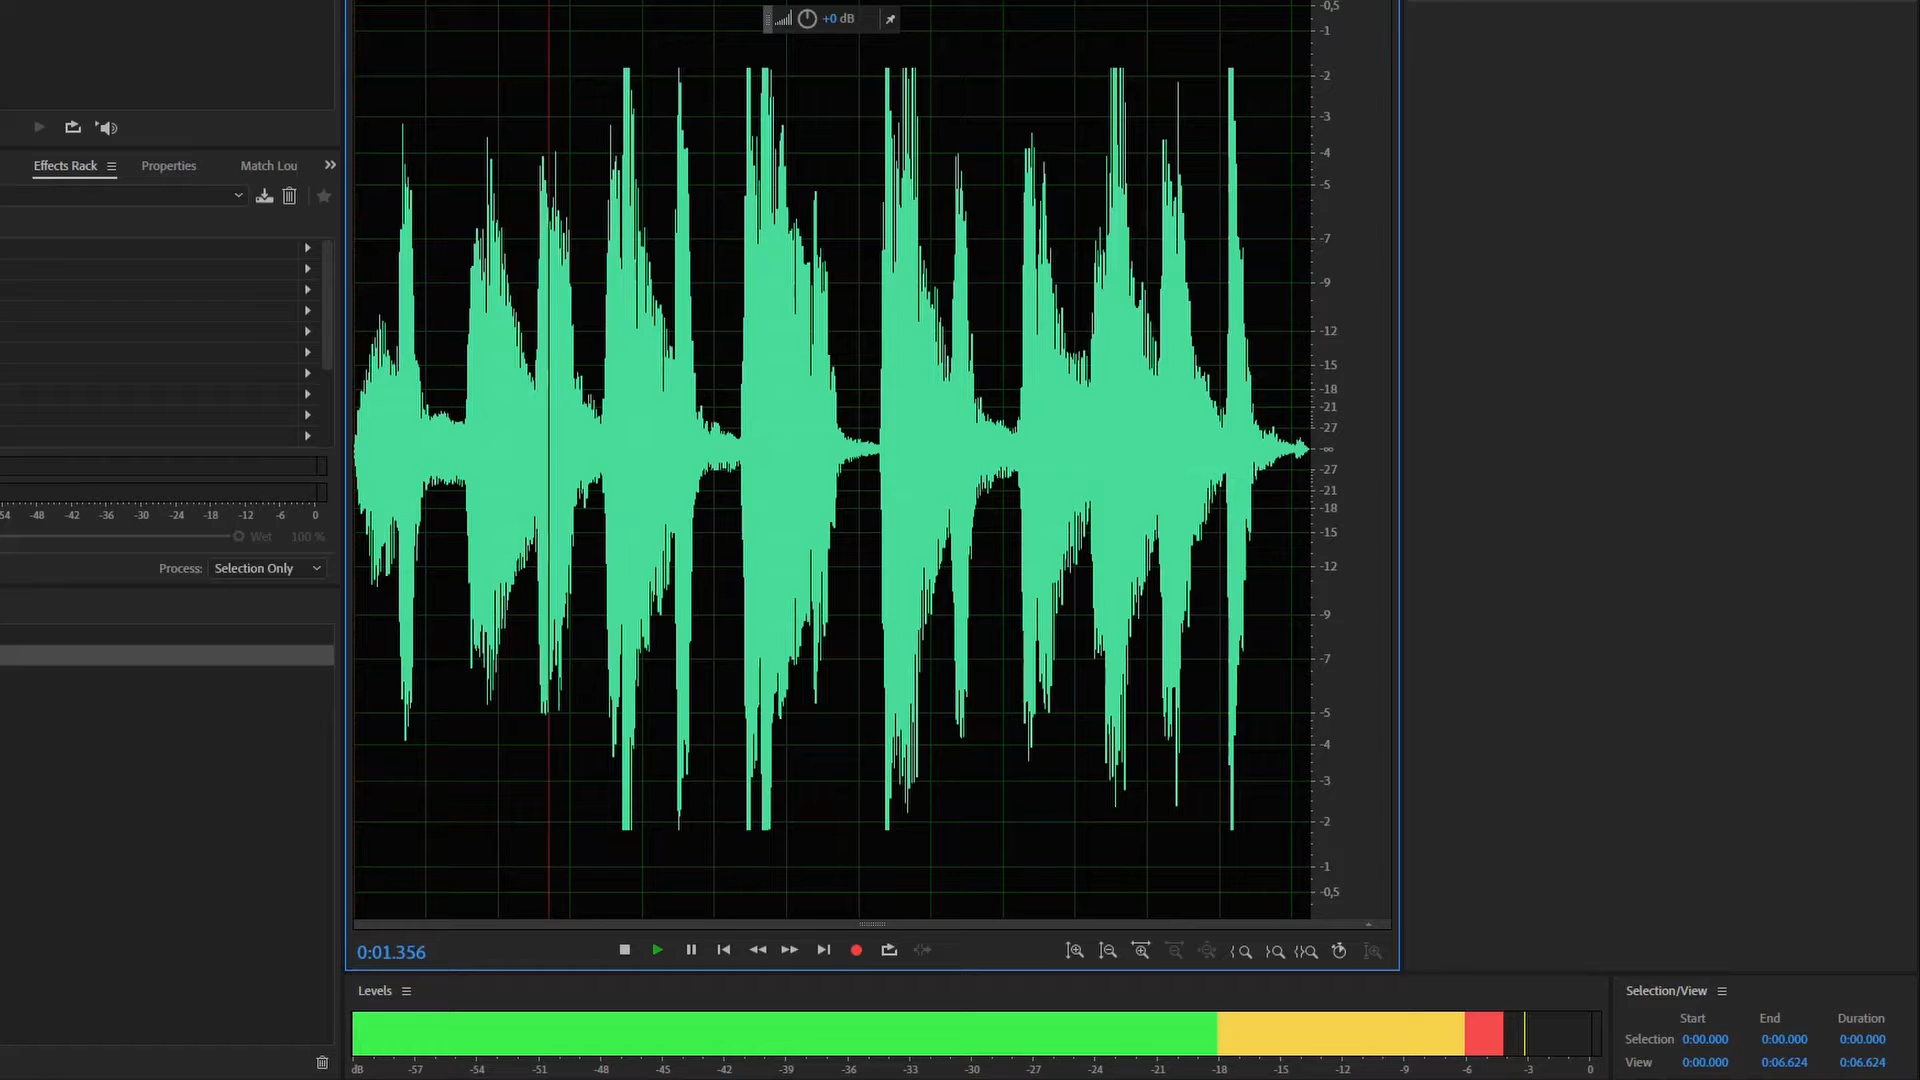 +0 dB
Effects Rack Properties Match Lou
-0,5
-1
-2
-3
-4
-5
-7
-9
-12
-15
-18
-21
-27
-∞
-27
-21
-18
-15
-12
-9
-7
-5
-4
-3
-2
-1
-0,5
54 -48 -42 -36 -30 -24 -18 -12 -6 0
Wet 100 %
Process: Selection Only
0:01.356
Levels
dB -57 -54 -51 -48 -45 -42 -39 -36 -33 -30 -27 -24 -21 -18 -15 -12 -9 -6 -3 0
Selection/View
Start End Duration
Selection 0:00.000 0:00.000 0:00.000
View 0:00.000 0:06.624 0:06.624